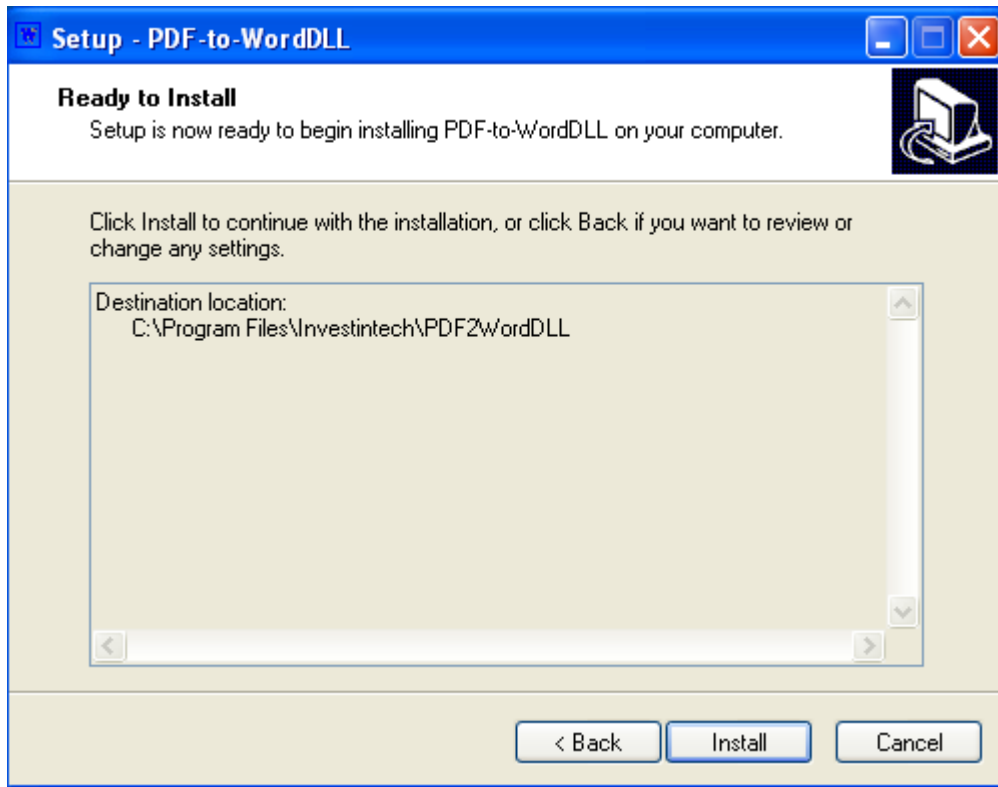 Setup - PDF-to-WordDLL
Ready to Install
Setup is now ready to begin installing PDF-to-WordDLL on your computer.
Click Install to continue with the installation, or click Back if you want to review or
change any settings.
Destination location:
C:\Program Files\Investintech\PDF2WordDLL
< Back
Install
Cancel